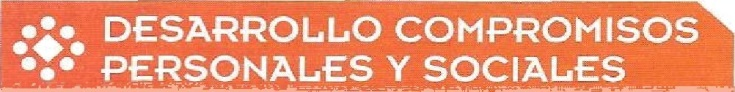 DESARROLLO COMPROMISOS
PERSONALES Y SOCIALES